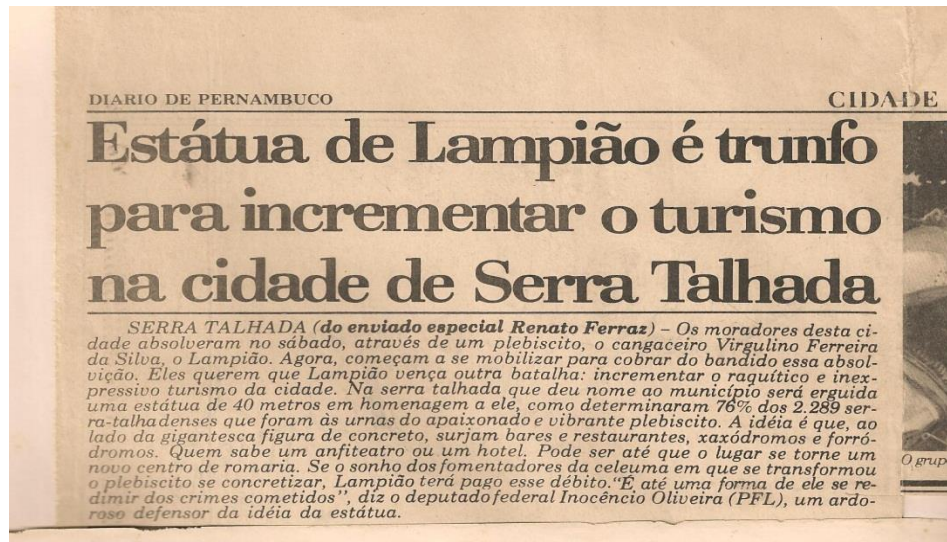 DIARIO DE PERNAMBUCO
CIDADE
Estátua de Lampião é trunfo
para incrementar o turismo
na cidade de Serra Talhada
SERRA TALHADA (do enviado especial Renato Ferraz) – Os moradores desta ci-
dade absolveram no sábado, através de um plebiscito, o cangaceiro Virgulino Ferreira
da Silva, o Lampião. Agora, começam a se mobilizar para cobrar do bandido essa absol-
vição. Eles querem que Lampião vença outra batalha: incrementar o raquítico e inex-
pressivo turismo da cidade. Na serra talhada que deu nome ao município será erguida
uma estátua de 40 metros em homenagem a ele, como determinaram 76% dos 2.289 ser-
ra-talhadenses que foram às urnas do apaixonado e vibrante plebiscito. A idéia é que, ao
lado da gigantesca figura de concreto, surjam bares e restaurantes, xaxódromos e forró-
dromos. Quem sabe um anfiteatro ou um hotel. Pode ser até que o lugar se torne um
novo centro de romaria. Se o sonho dos fomentadores da celeuma em que se transformou
o plebiscito se concretizar, Lampião terá pago esse débito. “É até uma forma de ele se re-
dimir dos crimes cometidos”, diz o deputado federal Inocêncio Oliveira (PFL), um ardo-
roso defensor da idéia da estátua.
O grup